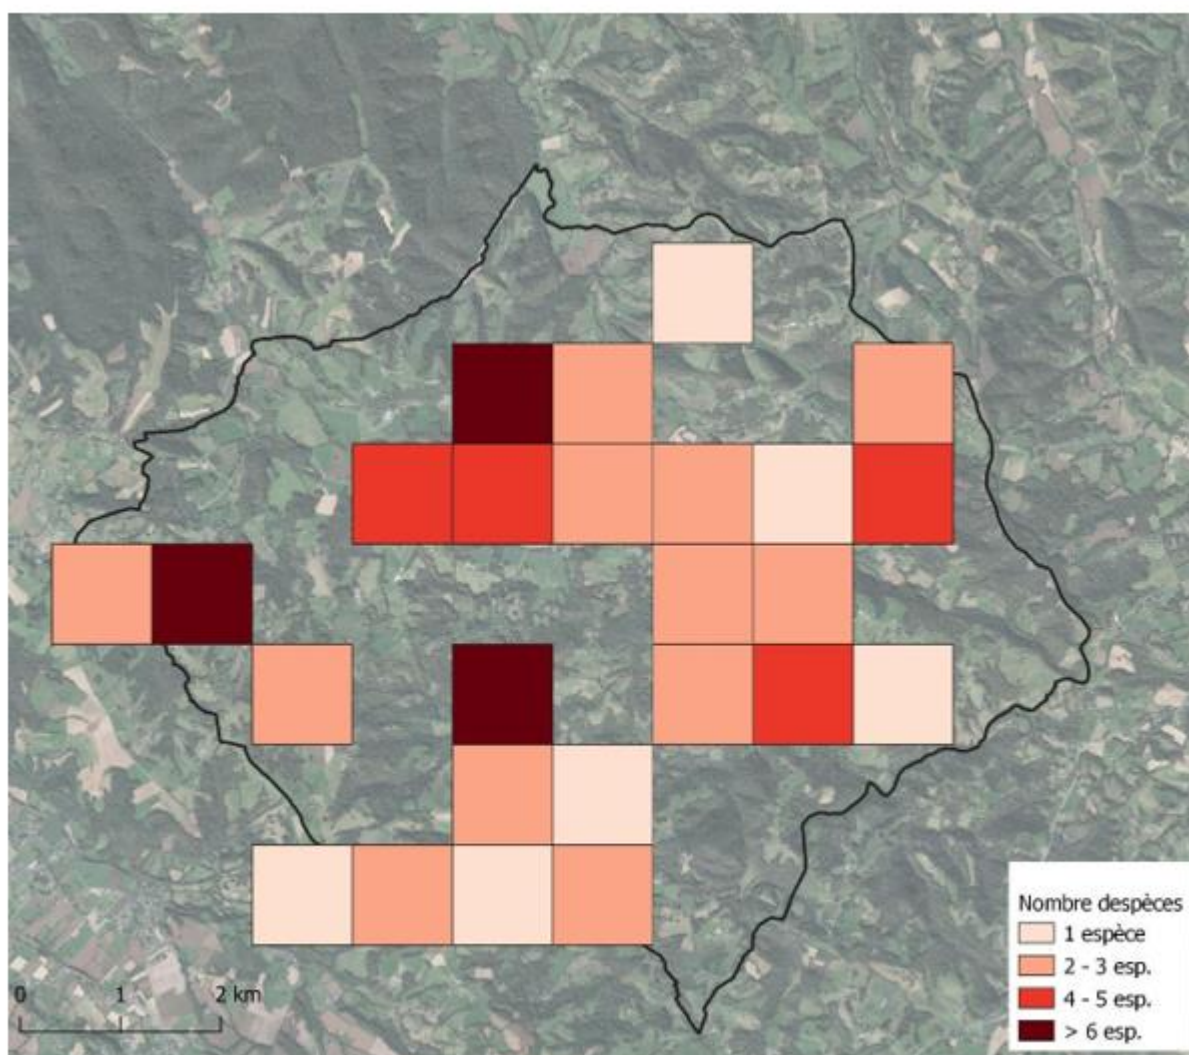 Nombre despèces
1 espèce
2 - 3 esp.
4 - 5 esp.
> 6 esp.
0 1 2 km